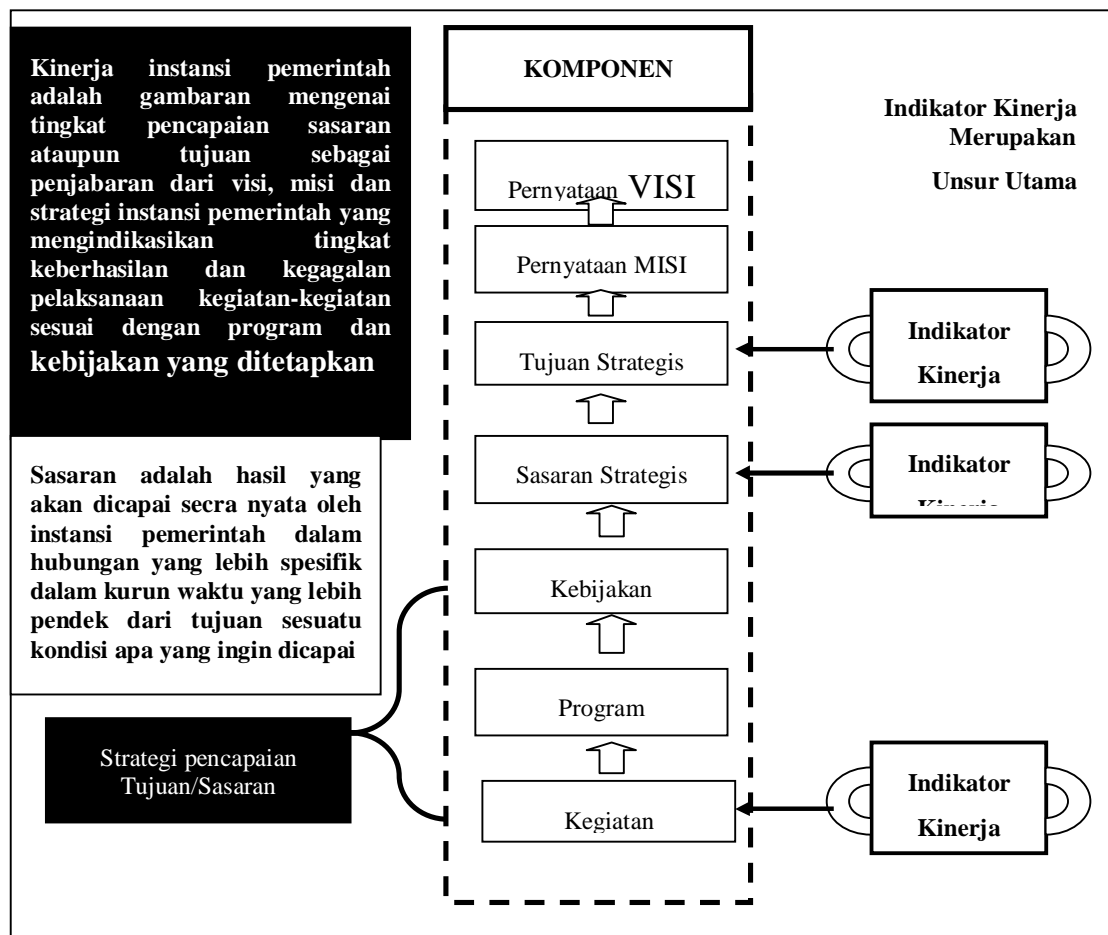 Kinerja instansi pemerintah
adalah gambaran mengenai
tingkat pencapaian sasaran
ataupun tujuan sebagai
penjabaran dari visi, misi dan
strategi instansi pemerintah yang
mengindikasikan tingkat
keberhasilan dan kegagalan
pelaksanaan kegiatan-kegiatan
sesuai dengan program dan
kebijakan yang ditetapkan
Sasaran adalah hasil yang
akan dicapai secra nyata oleh
instansi pemerintah dalam
hubungan yang lebih spesifik
dalam kurun waktu yang lebih
pendek dari tujuan sesuatu
kondisi apa yang ingin dicapai
Strategi pencapaian
Tujuan/Sasaran
KOMPONEN
Pernyataan VISI
Pernyataan MISI
Tujuan Strategis
Sasaran Strategis
Kebijakan
Program
Kegiatan
Indikator Kinerja
Merupakan
Unsur Utama
Indikator
Kinerja
Indikator
Kinerja
Indikator
Kinerja